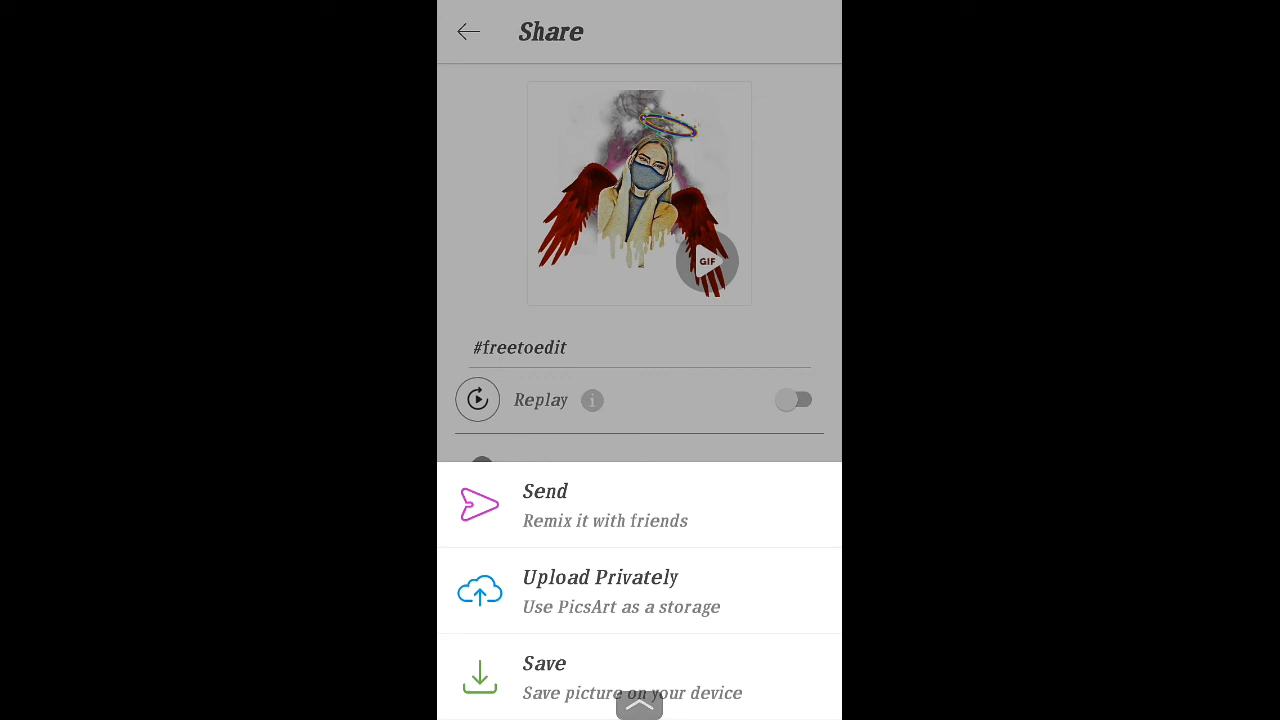 Share
GIF
#freetoedit
Replay
Send
Remix it with friends
Upload Privately
Use PicsArt as a storage
Save
Save picture on your device